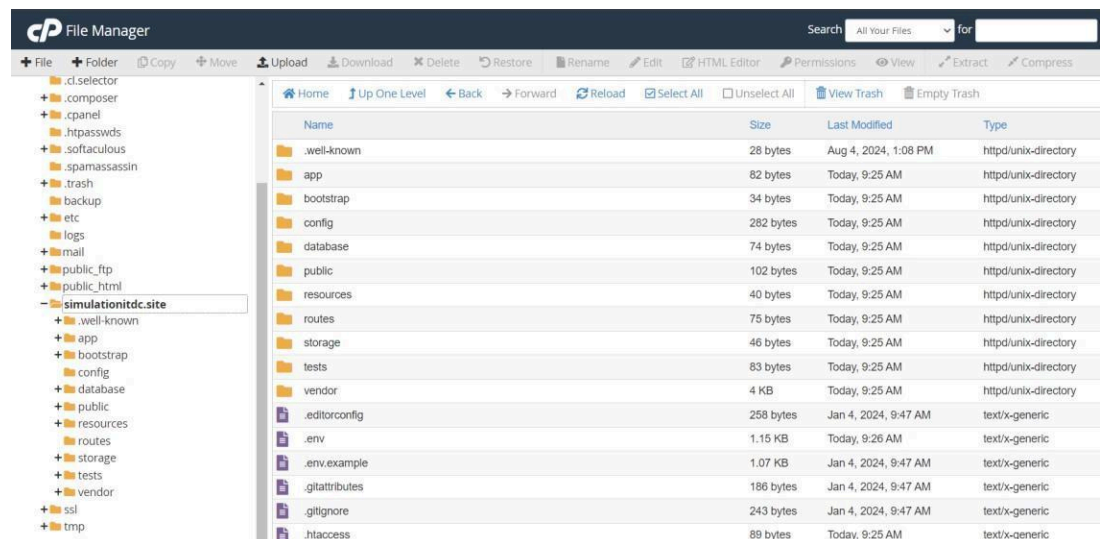 cP File Manager Search All Your Files for
+ File + Folder Copy Move Upload Download Delete Restore Rename Edit HTML Editor Permissions View Extract Compress
.cl.selector
.composer
.cpanel
.htpasswds
.softaculous
.spamassassin
.trash
backup
etc
logs
mail
public_ftp
public_html
simulationitdc.site
.well-known
app
bootstrap
config
database
public
resources
routes
storage
tests
vendor
ssl
tmp
Home Up One Level Back Forward Reload Select All Unselect All View Trash Empty Trash
Name Size Last Modified Type
.well-known 28 bytes Aug 4, 2024, 1:08 PM httpd/unix-directory
app 82 bytes Today, 9:25 AM httpd/unix-directory
bootstrap 34 bytes Today, 9:25 AM httpd/unix-directory
config 282 bytes Today, 9:25 AM httpd/unix-directory
database 74 bytes Today, 9:25 AM httpd/unix-directory
public 102 bytes Today, 9:25 AM httpd/unix-directory
resources 40 bytes Today, 9:25 AM httpd/unix-directory
routes 75 bytes Today, 9:25 AM httpd/unix-directory
storage 46 bytes Today, 9:25 AM httpd/unix-directory
tests 83 bytes Today, 9:25 AM httpd/unix-directory
vendor 4 KB Today, 9:25 AM httpd/unix-directory
.editorconfig 258 bytes Jan 4, 2024, 9:47 AM text/x-generic
.env 1.15 KB Today, 9:26 AM text/x-generic
.env.example 1.07 KB Jan 4, 2024, 9:47 AM text/x-generic
.gitattributes 186 bytes Jan 4, 2024, 9:47 AM text/x-generic
.gitignore 243 bytes Jan 4, 2024, 9:47 AM text/x-generic
.htaccess 89 bytes Today, 9:25 AM text/x-generic